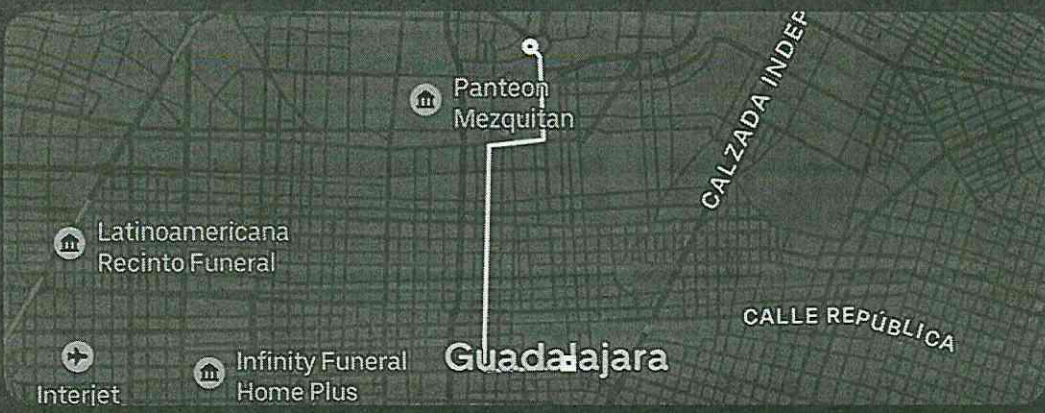 Panteon
Mezquitan
CALZADA INDEP
Latinoamericana
Recinto Funeral
CALLE REPÚBLICA
Guadalajara
Infinity Funeral
Home Plus
Interjet